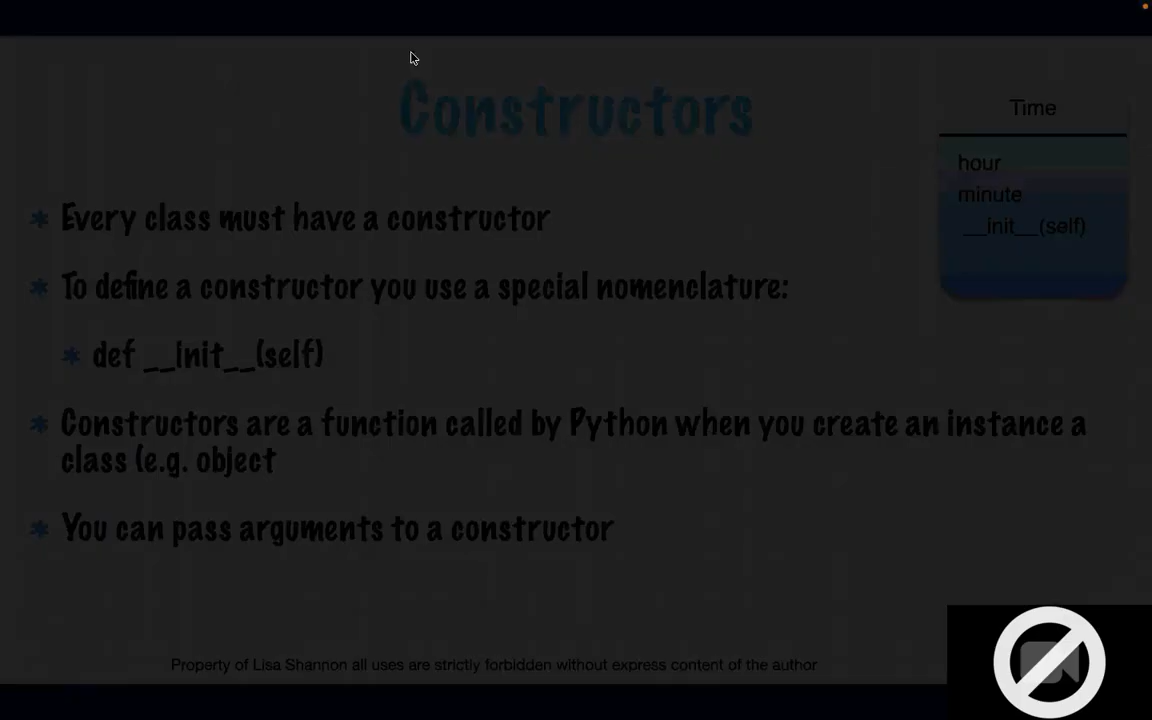 Constructors
Time
hour
minute
__init__(self)
Every class must have a constructor
To define a constructor you use a special nomenclature:
def __init__(self)
Constructors are a function called by Python when you create an instance a
class (e.g. object
You can pass arguments to a constructor
Property of Lisa Shannon all uses are strictly forbidden without express content of the author